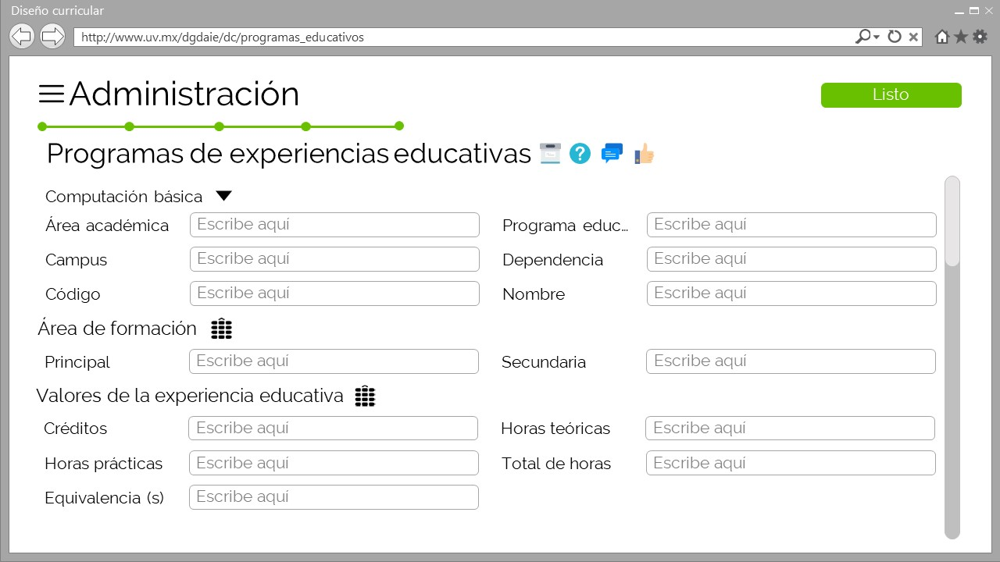 Diseño curricular
http://www.uv.mx/dgdaie/dc/programas_educativos
Administración
Listo
Programas de experiencias educativas
Computación básica
Área académica Escribe aquí Programa educ… Escribe aquí
Campus Escribe aquí Dependencia Escribe aquí
Código Escribe aquí Nombre Escribe aquí
Área de formación
Principal Escribe aquí Secundaria Escribe aquí
Valores de la experiencia educativa
Créditos Escribe aquí Horas teóricas Escribe aquí
Horas prácticas Escribe aquí Total de horas Escribe aquí
Equivalencia (s) Escribe aquí